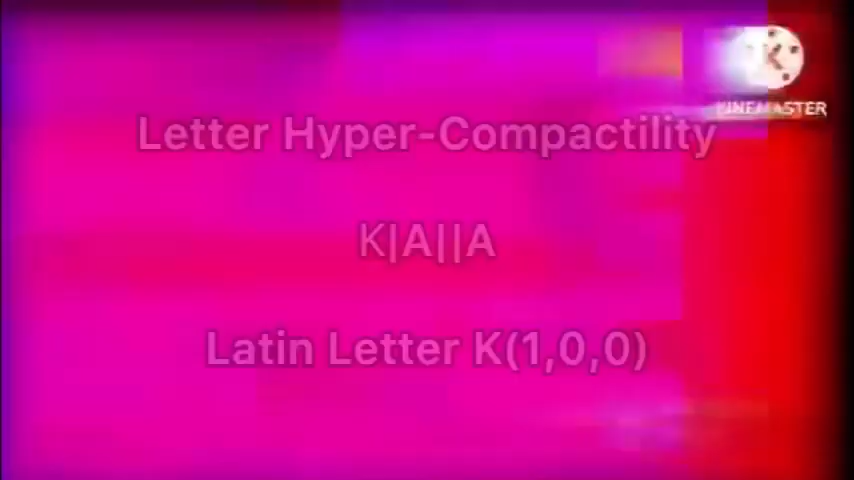 KINEMASTER
Letter Hyper-Compactility
K|A||A
Latin Letter K(1,0,0)